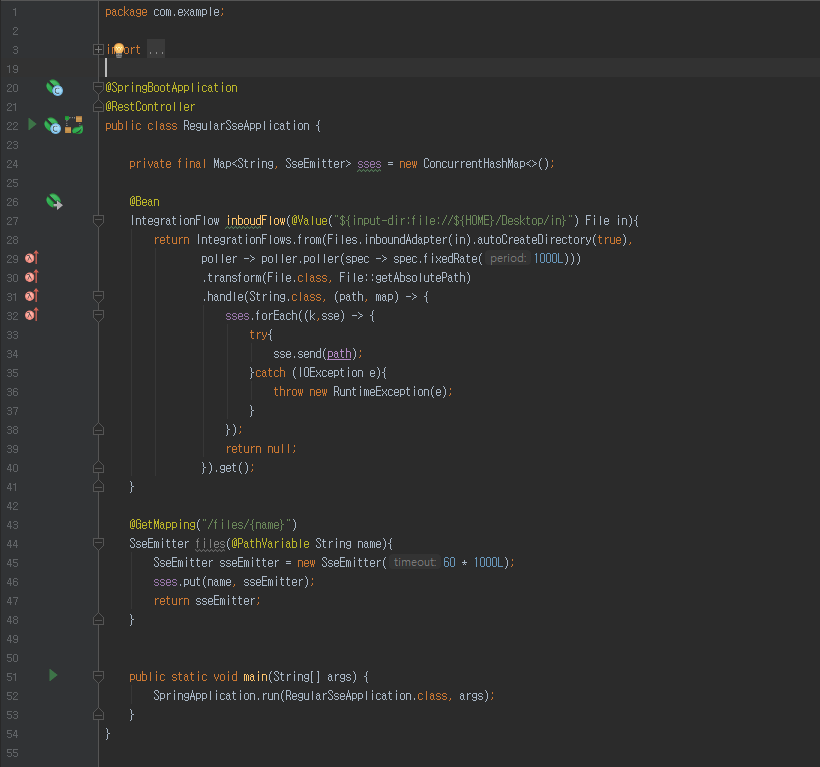 1 package com.example;
2
3 import ...
19
20 @SpringBootApplication
21 @RestController
22 public class RegularSseApplication {
23
24     private final Map<String, SseEmitter> sses = new ConcurrentHashMap<>();
25
26     @Bean
27     IntegrationFlow inboudFlow(@Value("${input-dir:file://${HOME}/Desktop/in}") File in){
28         return IntegrationFlows.from(Files.inboundAdapter(in).autoCreateDirectory(true),
29                 poller -> poller.poller(spec -> spec.fixedRate( period: 1000L)))
30                 .transform(File.class, File::getAbsolutePath)
31                 .handle(String.class, (path, map) -> {
32                     sses.forEach((k,sse) -> {
33                         try{
34                             sse.send(path);
35                         }catch (IOException e){
36                             throw new RuntimeException(e);
37                         }
38                     });
39                     return null;
40                 }).get();
41     }
42
43     @GetMapping("/files/{name}")
44     SseEmitter files(@PathVariable String name){
45         SseEmitter sseEmitter = new SseEmitter( timeout: 60 * 1000L);
46         sses.put(name, sseEmitter);
47         return sseEmitter;
48     }
49
50
51     public static void main(String[] args) {
52         SpringApplication.run(RegularSseApplication.class, args);
53     }
54 }
55